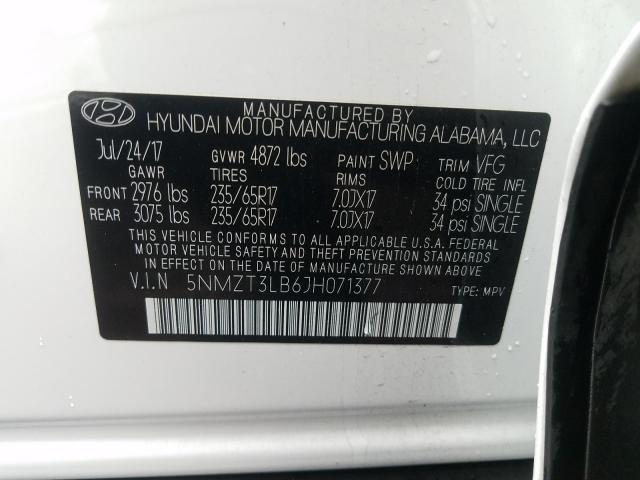 MANUFACTURED BY
HYUNDAI MOTOR MANUFACTURING ALABAMA, LLC
Jul/24/17 GVWR 4872 lbs PAINT SWP TRIM VFG
GAWR TIRES RIMS COLD TIRE INFL
FRONT 2976 lbs 235/65R17 7.0JX17 34 psi SINGLE
REAR 3075 lbs 235/65R17 7.0JX17 34 psi SINGLE
THIS VEHICLE CONFORMS TO ALL APPLICABLE U.S.A. FEDERAL
MOTOR VEHICLE SAFETY AND THEFT PREVENTION STANDARDS
IN EFFECT ON THE DATE OF MANUFACTURE SHOWN ABOVE.
V.I.N 5NMZT3LB6JH071377 TYPE: MPV